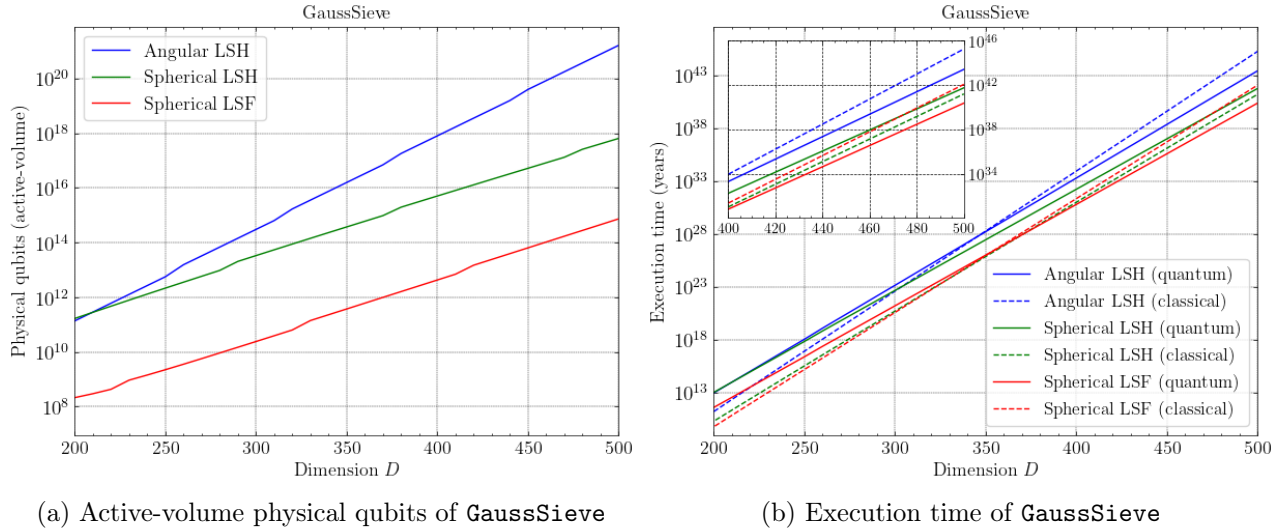 GaussSieve
Physical qubits (active-volume)
10^20
10^18
10^16
10^14
10^12
10^10
10^8
Angular LSH
Spherical LSH
Spherical LSF
200 250 300 350 400 450 500
Dimension D
(a) Active-volume physical qubits of GaussSieve
GaussSieve
Execution time (years)
10^43
10^38
10^33
10^28
10^23
10^18
10^13
10^46
10^42
10^38
10^34
400 420 440 460 480 500
Angular LSH (quantum)
Angular LSH (classical)
Spherical LSH (quantum)
Spherical LSH (classical)
Spherical LSF (quantum)
Spherical LSF (classical)
200 250 300 350 400 450 500
Dimension D
(b) Execution time of GaussSieve